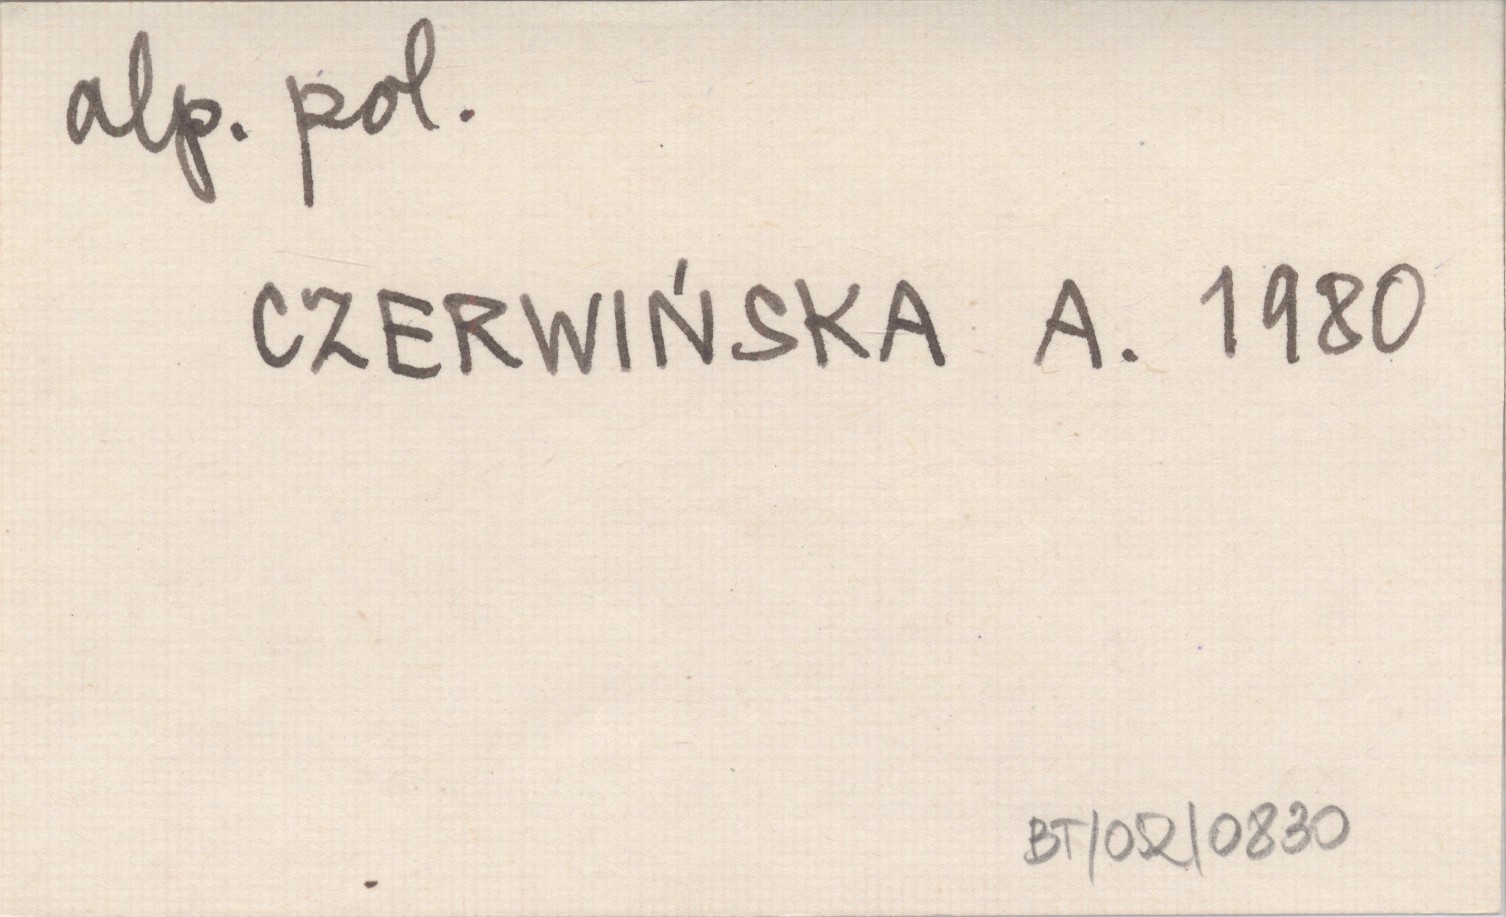 alp. pol.
CZERWIŃSKA A. 1980
BT/02/0830